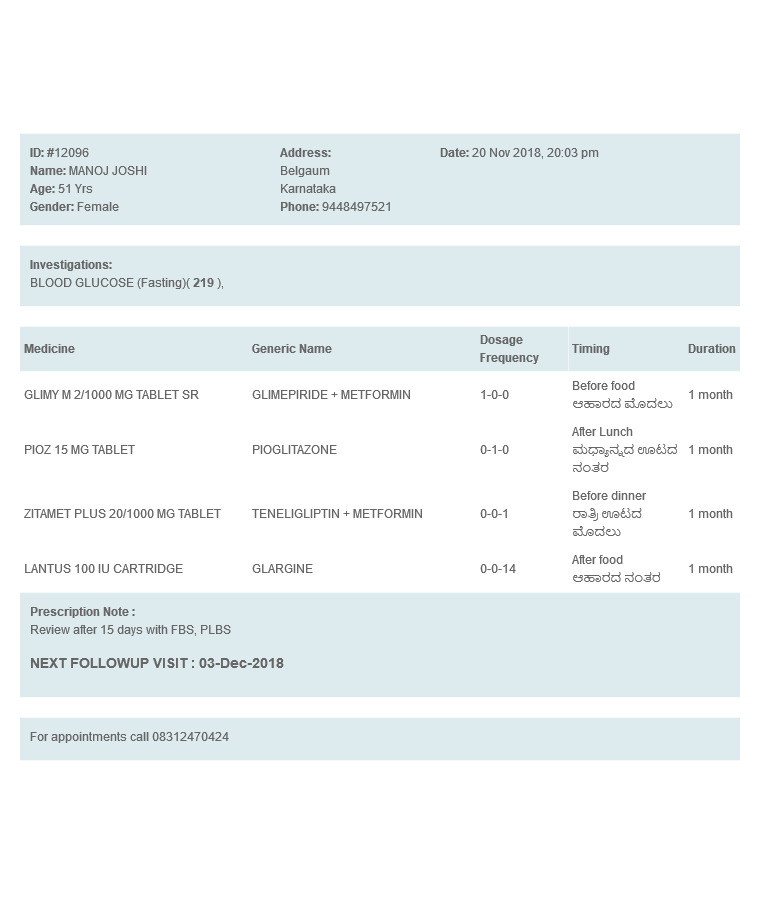 ID: #12096
Name: MANOJ JOSHI
Age: 51 Yrs
Gender: Female
Address:
Belgaum
Karnataka
Phone: 9448497521
Date: 20 Nov 2018, 20:03 pm
Investigations:
BLOOD GLUCOSE (Fasting)( 219 ),
Medicine Generic Name Dosage Frequency Timing Duration
GLIMY M 2/1000 MG TABLET SR GLIMEPIRIDE + METFORMIN 1-0-0 Before food 1 month
ಆಹಾರದ ಮೊದಲು
PIOZ 15 MG TABLET PIOGLITAZONE 0-1-0 After Lunch 1 month
ಮಧ್ಯಾನ್ನದ ಊಟದ
ನಂತರ
ZITAMET PLUS 20/1000 MG TABLET TENELIGLIPTIN + METFORMIN 0-0-1 Before dinner 1 month
ರಾತ್ರಿ ಊಟದ
ಮೊದಲು
LANTUS 100 IU CARTRIDGE GLARGINE 0-0-14 After food 1 month
ಆಹಾರದ ನಂತರ
Prescription Note :
Review after 15 days with FBS, PLBS
NEXT FOLLOWUP VISIT : 03-Dec-2018
For appointments call 08312470424